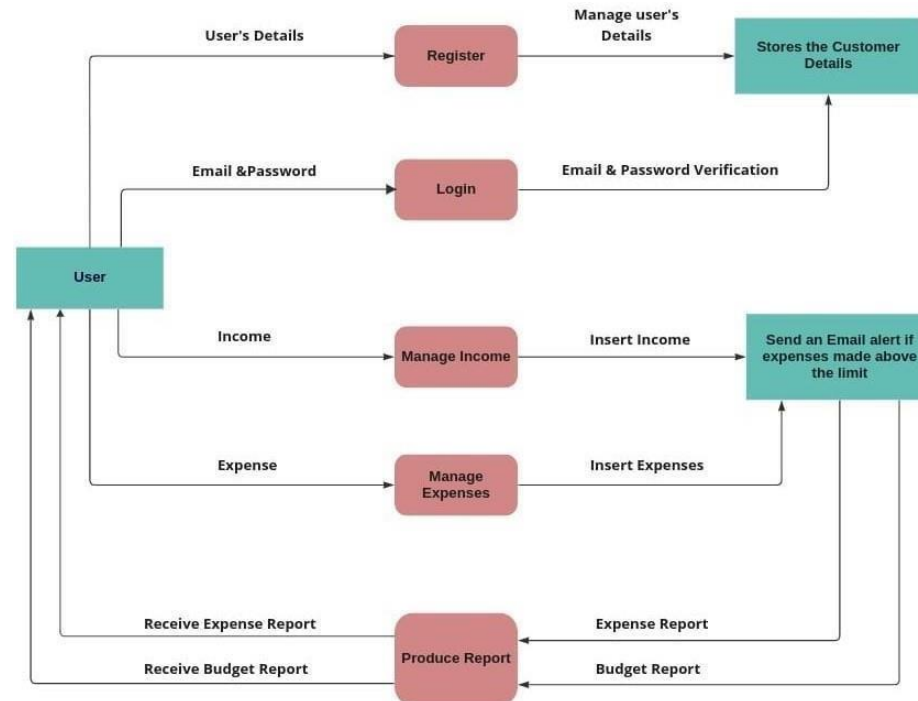 User's Details
Manage user's
Details
Register
Stores the Customer
Details
Email &Password
Login
Email & Password Verification
User
Income
Manage Income
Insert Income
Send an Email alert if
expenses made above
the limit
Expense
Manage
Expenses
Insert Expenses
Receive Expense Report
Expense Report
Produce Report
Receive Budget Report
Budget Report